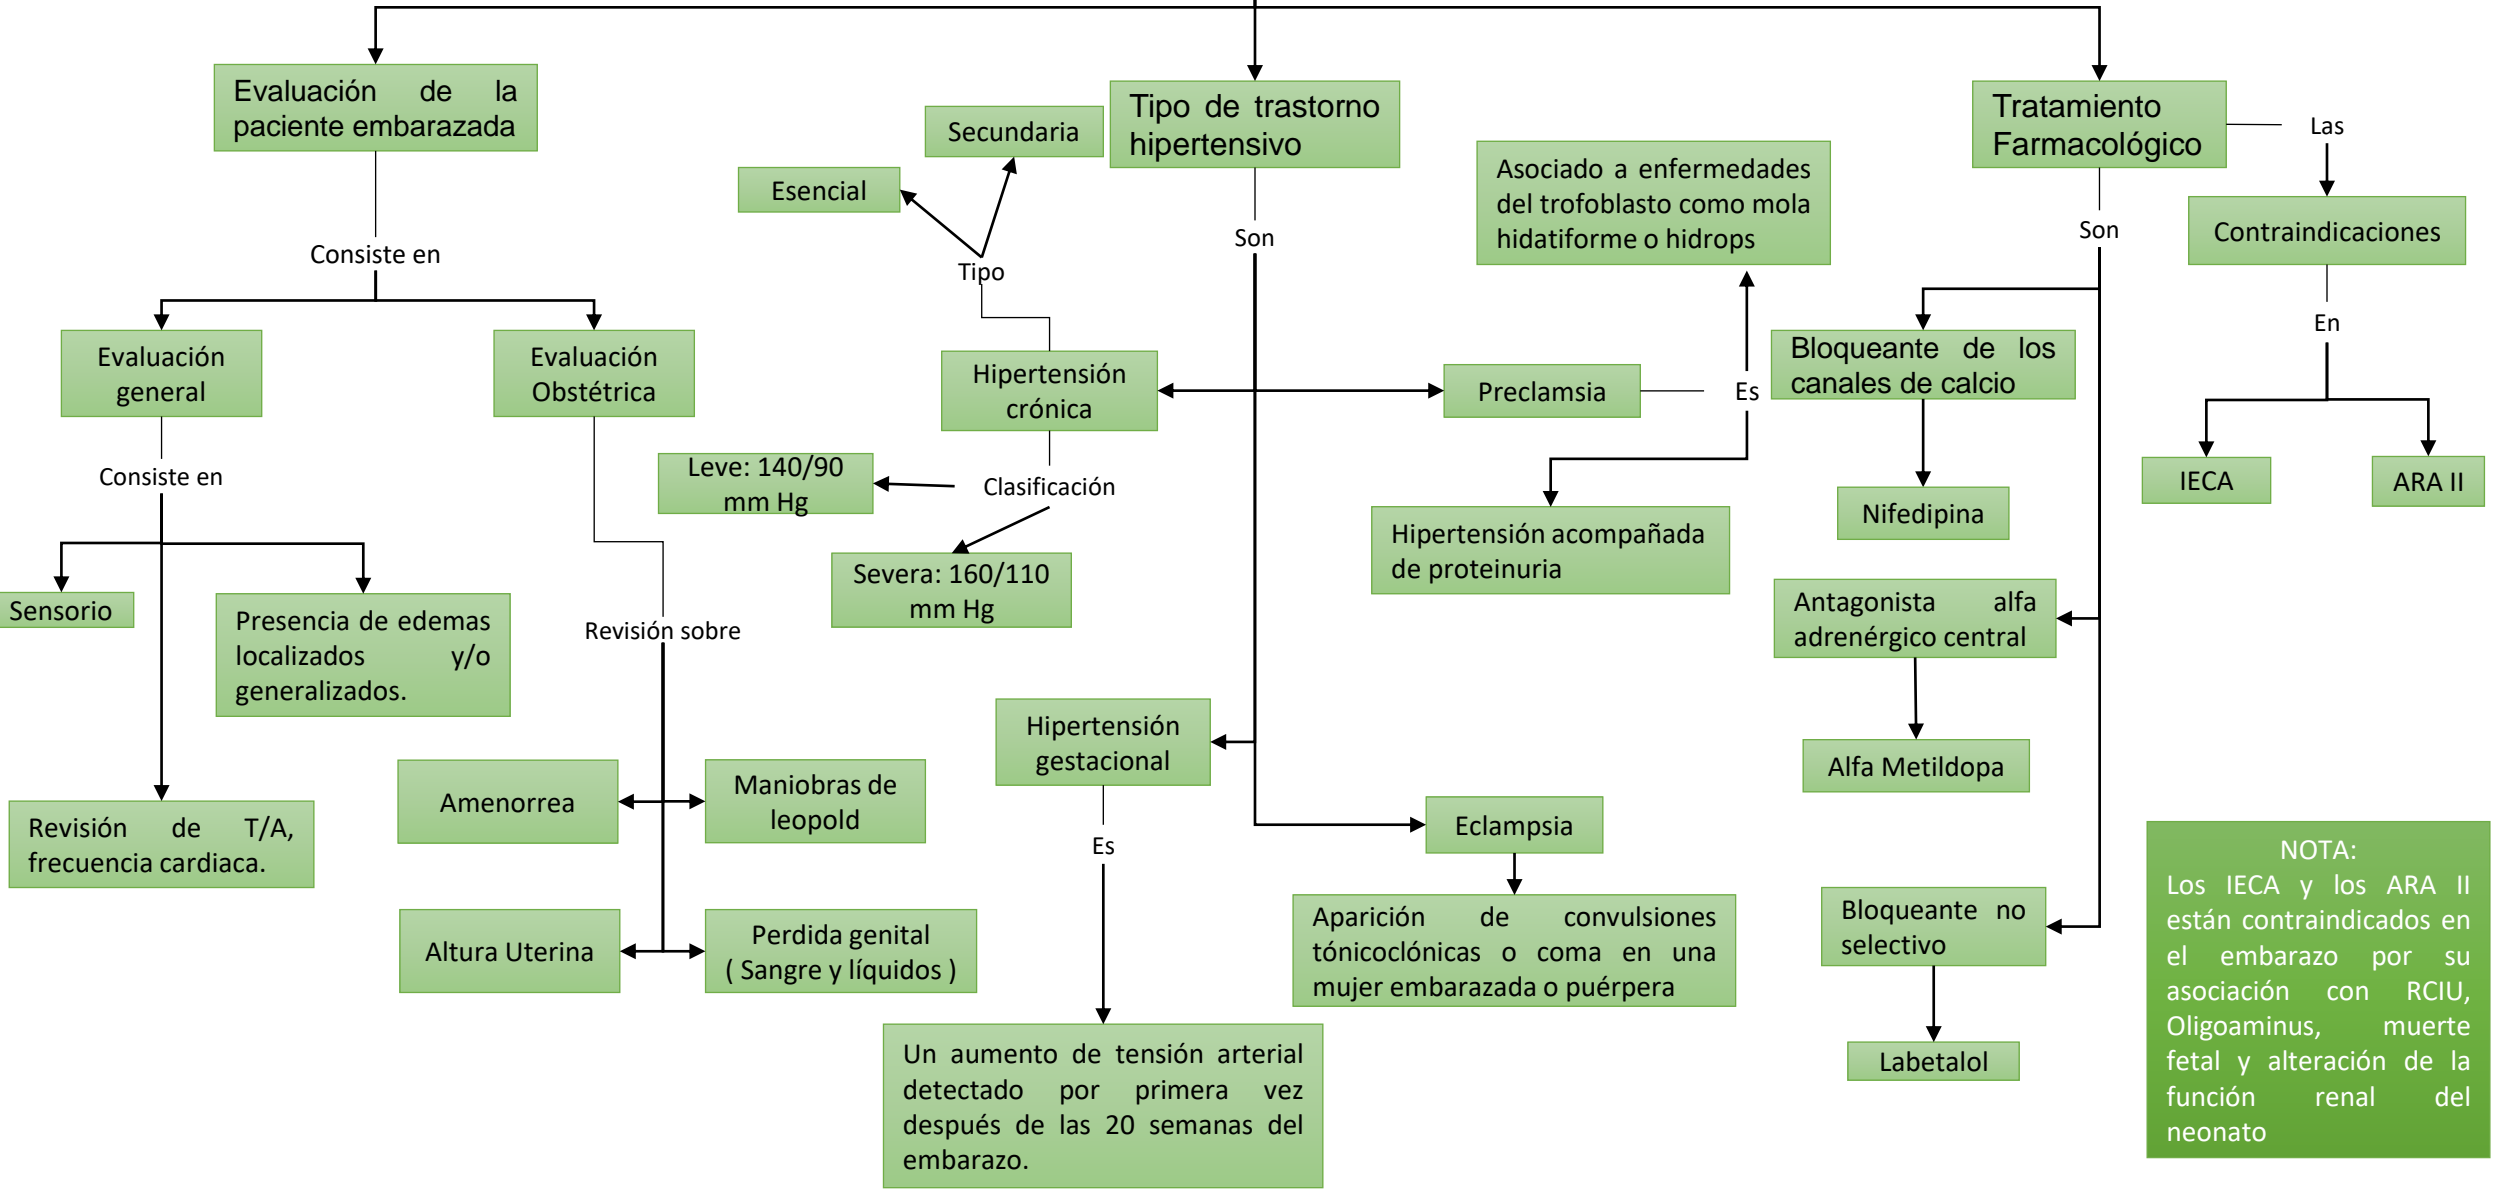 Evaluación de la
paciente embarazada
Consiste en
Evaluación
general
Consiste en
Sensorio
Presencia de edemas
localizados y/o
generalizados.
Revisión de T/A,
frecuencia cardiaca.
Evaluación
Obstétrica
Revisión sobre
Amenorrea
Maniobras de
leopold
Altura Uterina
Perdida genital
( Sangre y líquidos )
Tipo de trastorno
hipertensivo
Son
Secundaria
Esencial
Tipo
Hipertensión
crónica
Clasificación
Leve: 140/90
mm Hg
Severa: 160/110
mm Hg
Preclamsia
Es
Asociado a enfermedades
del trofoblasto como mola
hidatiforme o hidrops
Hipertensión acompañada
de proteinuria
Hipertensión
gestacional
Es
Un aumento de tensión arterial
detectado por primera vez
después de las 20 semanas del
embarazo.
Eclampsia
Aparición de convulsiones
tónicoclónicas o coma en una
mujer embarazada o puérpera
Tratamiento
Farmacológico
Son
Bloqueante de los
canales de calcio
Nifedipina
Antagonista alfa
adrenérgico central
Alfa Metildopa
Bloqueante no
selectivo
Labetalol
Las
Contraindicaciones
En
IECA
ARA II
NOTA:
Los IECA y los ARA II
están contraindicados en
el embarazo por su
asociación con RCIU,
Oligoaminus, muerte
fetal y alteración de la
función renal del
neonato